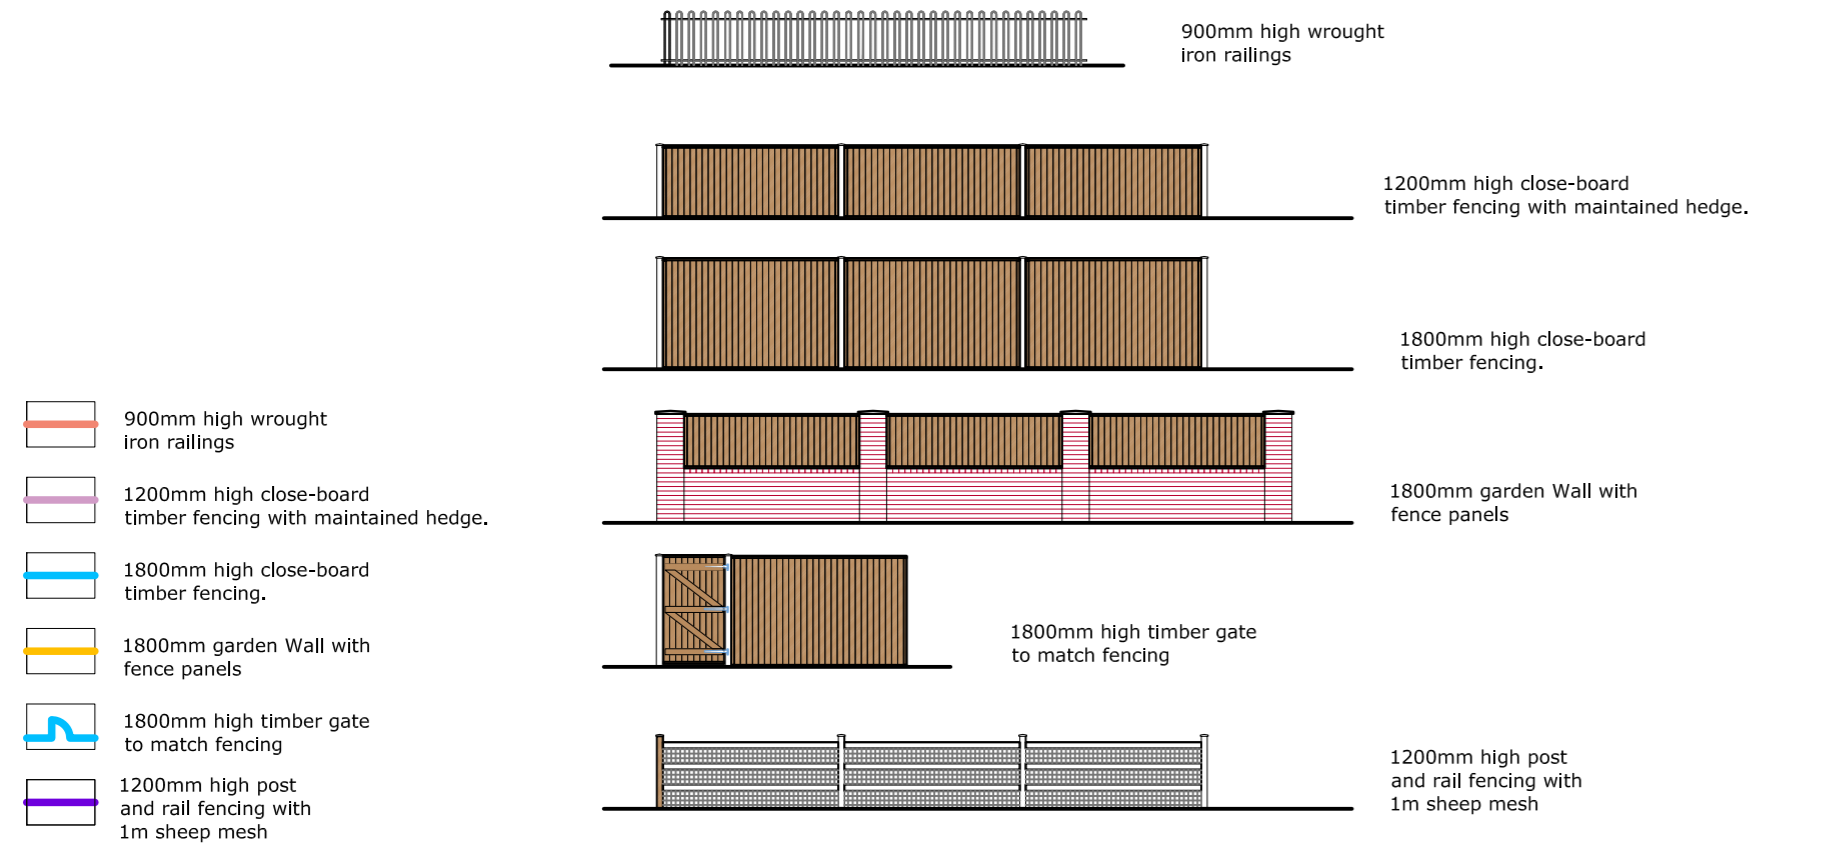 900mm high wrought
iron railings
1200mm high close-board
timber fencing with maintained hedge.
1800mm high close-board
timber fencing.
900mm high wrought
iron railings
1200mm high close-board
timber fencing with maintained hedge.
1800mm high close-board
timber fencing.
1800mm garden Wall with
fence panels
1800mm high timber gate
to match fencing
1200mm high post
and rail fencing with
1m sheep mesh
1800mm garden Wall with
fence panels
1800mm high timber gate
to match fencing
1200mm high post
and rail fencing with
1m sheep mesh